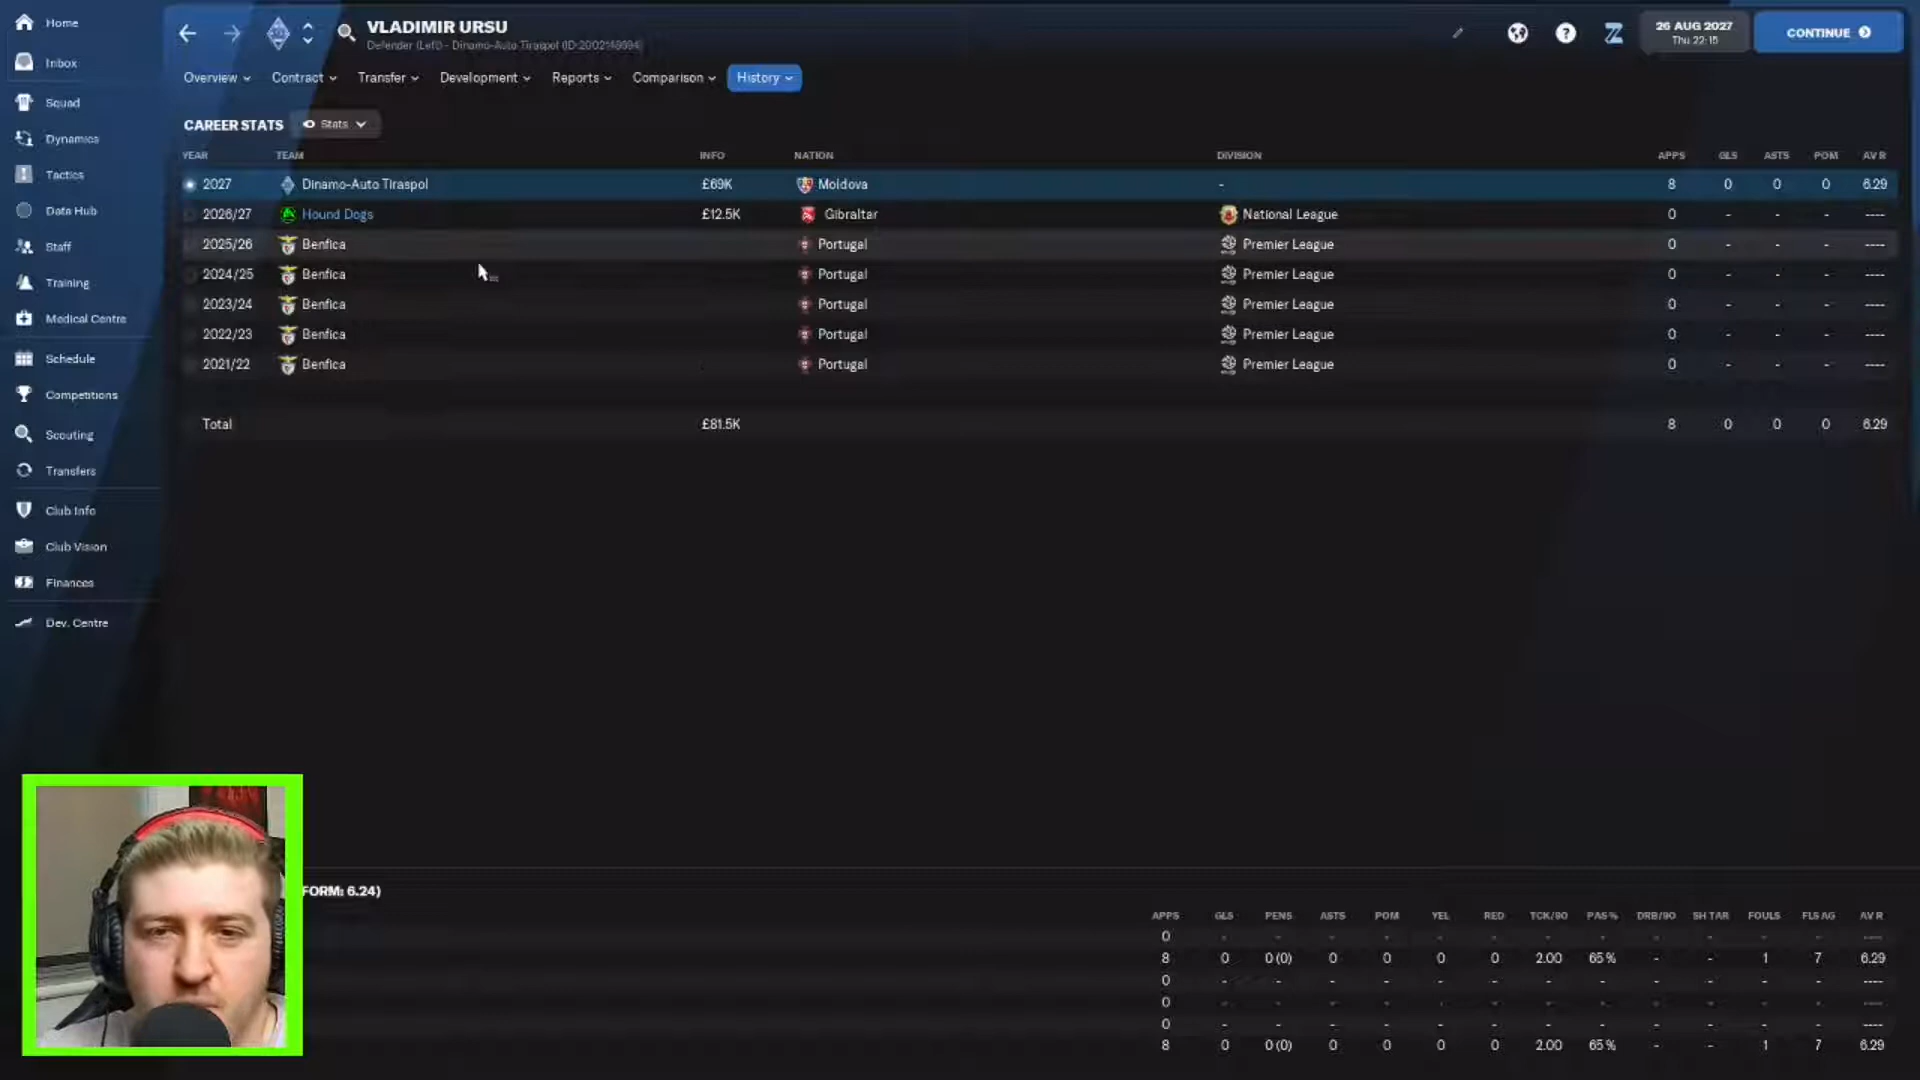 Home
Inbox
Squad
Dynamics
Tactics
Data Hub
Staff
Training
Medical Centre
Schedule
Competitions
Scouting
Transfers
Club Info
Club Vision
Finances
Dev. Centre
VLADIMIR URSU
Defender (Left) - Dinamo-Auto Tiraspol
26 AUG 2027
Thu 22:15
CONTINUE
Overview Contract Transfer Development Reports Comparison History
CAREER STATS Stats
YEAR TEAM INFO NATION DIVISION APPS GLS ASTS POM AV R
2027 Dinamo-Auto Tiraspol £69K Moldova - 8 0 0 0 6.29
2026/27 Hound Dogs £12.5K Gibraltar National League 0 - - - ----
2025/26 Benfica Portugal Premier League 0 - - - ----
2024/25 Benfica Portugal Premier League 0 - - - ----
2023/24 Benfica Portugal Premier League 0 - - - ----
2022/23 Benfica Portugal Premier League 0 - - - ----
2021/22 Benfica Portugal Premier League 0 - - - ----
Total £81.5K 8 0 0 0 6.29
FORM: 6.24)
APPS GLS PENS ASTS POM YEL RED TCK/90 PAS % DRB/90 SH TAR FOULS FLS AG AV R
0 - - - - - - - - - - - - ----
8 0 0 (0) 0 0 0 0 2.00 65% - - 1 7 6.29
0 - - - - - - - - - - - - ----
0 - - - - - - - - - - - - ----
0 - - - - - - - - - - - - ----
8 0 0 (0) 0 0 0 0 2.00 65% - - 1 7 6.29